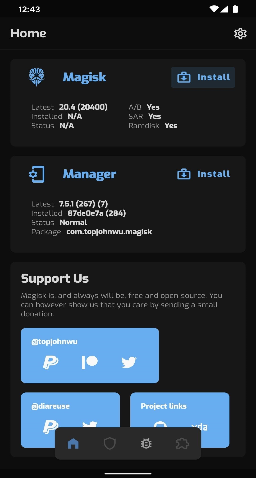 12:43
Home
Magisk
Install
Latest 20.4 (20400) A/B Yes
Installed N/A SAR Yes
Status N/A Ramdisk Yes
Manager
Install
Latest 7.5.1 (267) (7)
Installed 87de0e7a (284)
Status Normal
Package com.topjohnwu.magisk
Support Us
Magisk is, and always will be, free and open source. You
can however show us that you care by sending a small
donation.
@topjohnwu
@diareuse
Project links